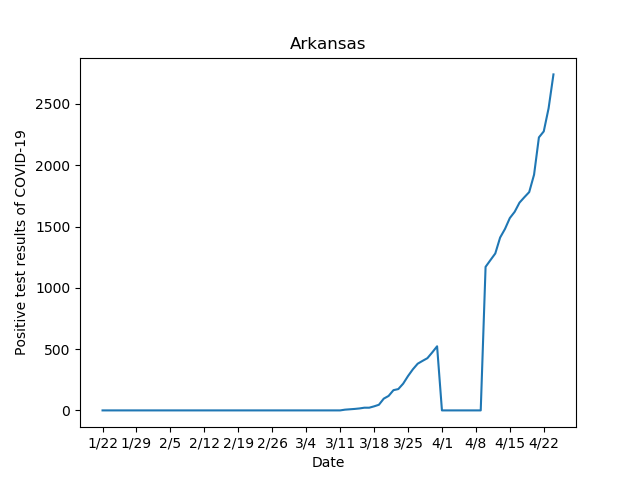 Arkansas
Positive test results of COVID-19
2500
2000
1500
1000
500
0
1/22 1/29 2/5 2/12 2/19 2/26 3/4 3/11 3/18 3/25 4/1 4/8 4/15 4/22
Date